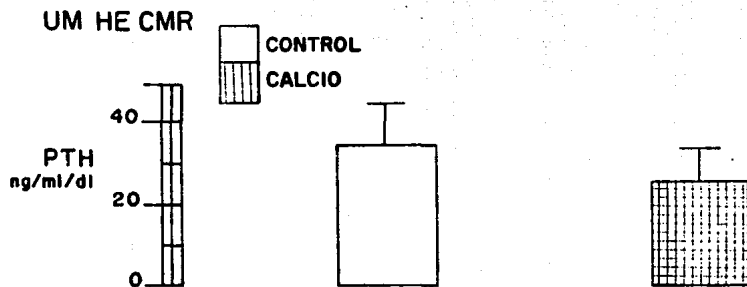 UM HE CMR
CONTROL
CALCIO
40
PTH
ng/ml/dl
20
0